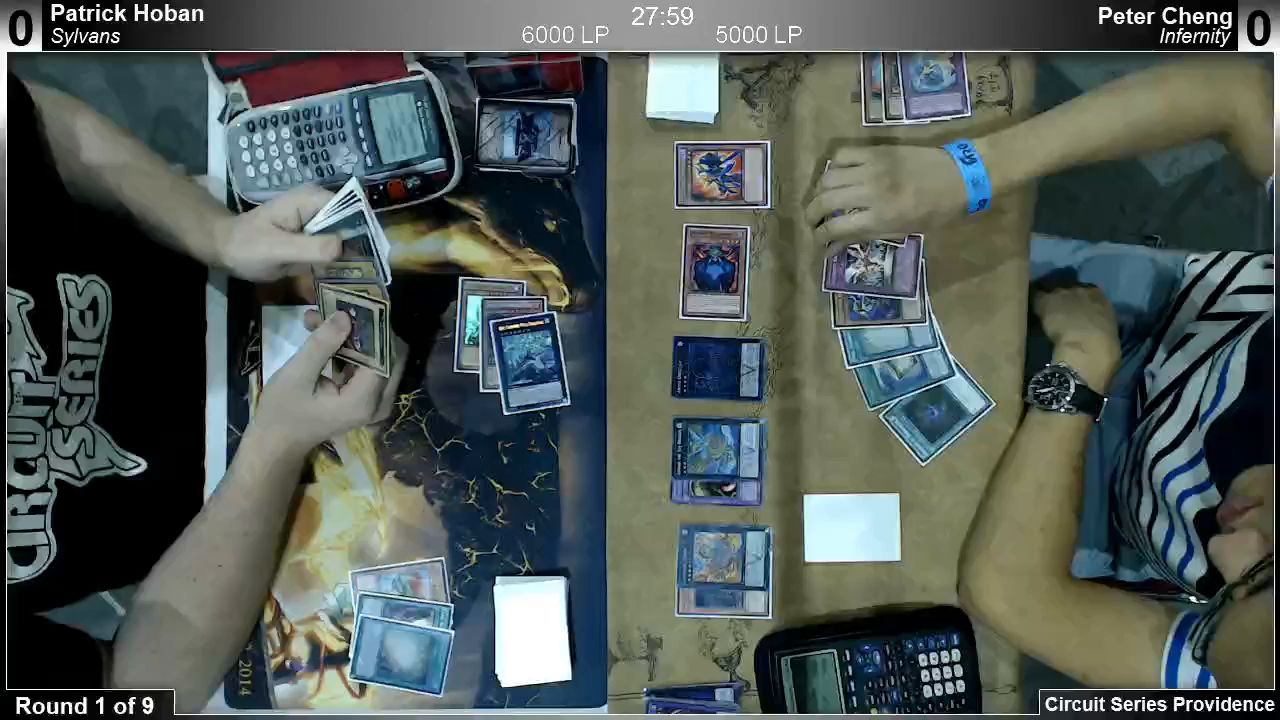 0
Patrick Hoban
Sylvans
27:59
6000 LP
5000 LP
Peter Cheng
Infernity
0
CIRCUIT
SERIES
2014
Round 1 of 9
Circuit Series Providence